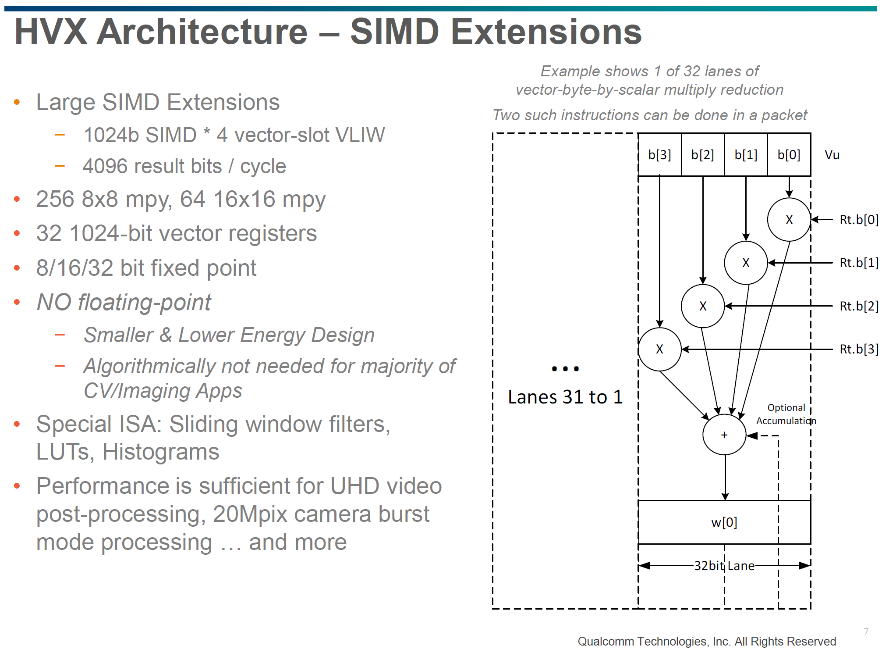 HVX Architecture – SIMD Extensions
• Large SIMD Extensions
− 1024b SIMD * 4 vector-slot VLIW
− 4096 result bits / cycle
• 256 8x8 mpy, 64 16x16 mpy
• 32 1024-bit vector registers
• 8/16/32 bit fixed point
• NO floating-point
− Smaller & Lower Energy Design
− Algorithmically not needed for majority of
CV/Imaging Apps
• Special ISA: Sliding window filters,
LUTs, Histograms
• Performance is sufficient for UHD video
post-processing, 20Mpix camera burst
mode processing … and more
Example shows 1 of 32 lanes of
vector-byte-by-scalar multiply reduction
Two such instructions can be done in a packet
b[3] b[2] b[1] b[0] Vu
X Rt.b[0]
X Rt.b[1]
X Rt.b[2]
X Rt.b[3]
•••
Lanes 31 to 1
Optional
Accumulation
+
w[0]
32bit Lane
7
Qualcomm Technologies, Inc. All Rights Reserved